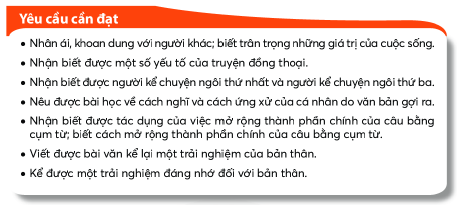 Yêu cầu cần đạt
• Nhân ái, khoan dung với người khác; biết trân trọng những giá trị của cuộc sống.
• Nhận biết được một số yếu tố của truyện đồng thoại.
• Nhận biết được người kể chuyện ngôi thứ nhất và người kể chuyện ngôi thứ ba.
• Nêu được bài học về cách nghĩ và cách ứng xử của cá nhân do văn bản gợi ra.
• Nhận biết được tác dụng của việc mở rộng thành phần chính của câu bằng
cụm từ; biết cách mở rộng thành phần chính của câu bằng cụm từ.
• Viết được bài văn kể lại một trải nghiệm của bản thân.
• Kể được một trải nghiệm đáng nhớ đối với bản thân.